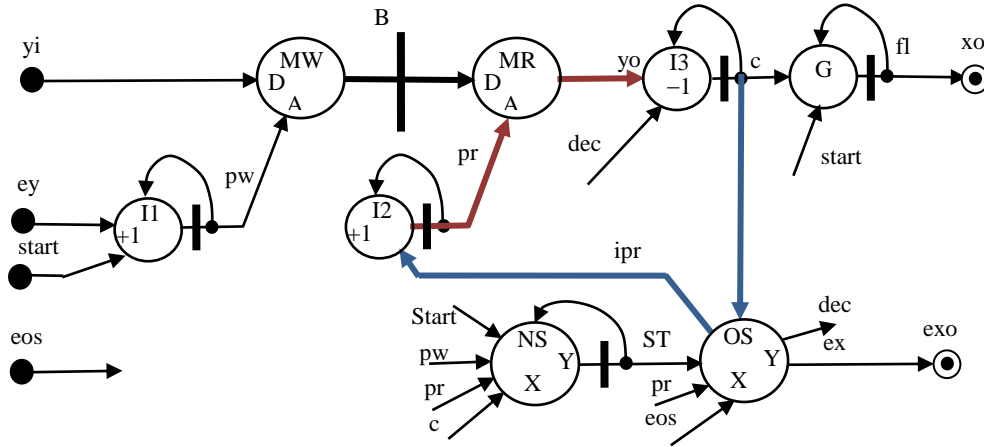 B
yi
MW
D
A
MR
D
A
yo
I3
−1
c
G
fl
xo
dec
start
pr
ey
I1
+1
pw
start
I2
+1
ipr
eos
Start
pw
pr
c
NS
Y
X
ST
OS
Y
X
pr
eos
dec
ex
exo